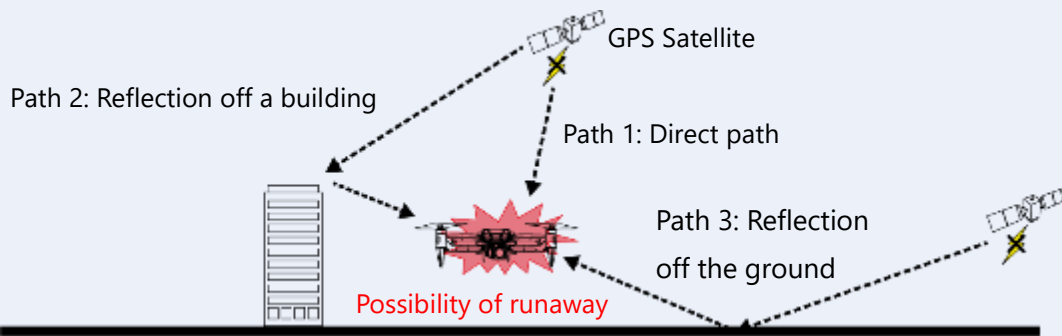 GPS Satellite
Path 2: Reflection off a building
Path 1: Direct path
Path 3: Reflection
off the ground
Possibility of runaway